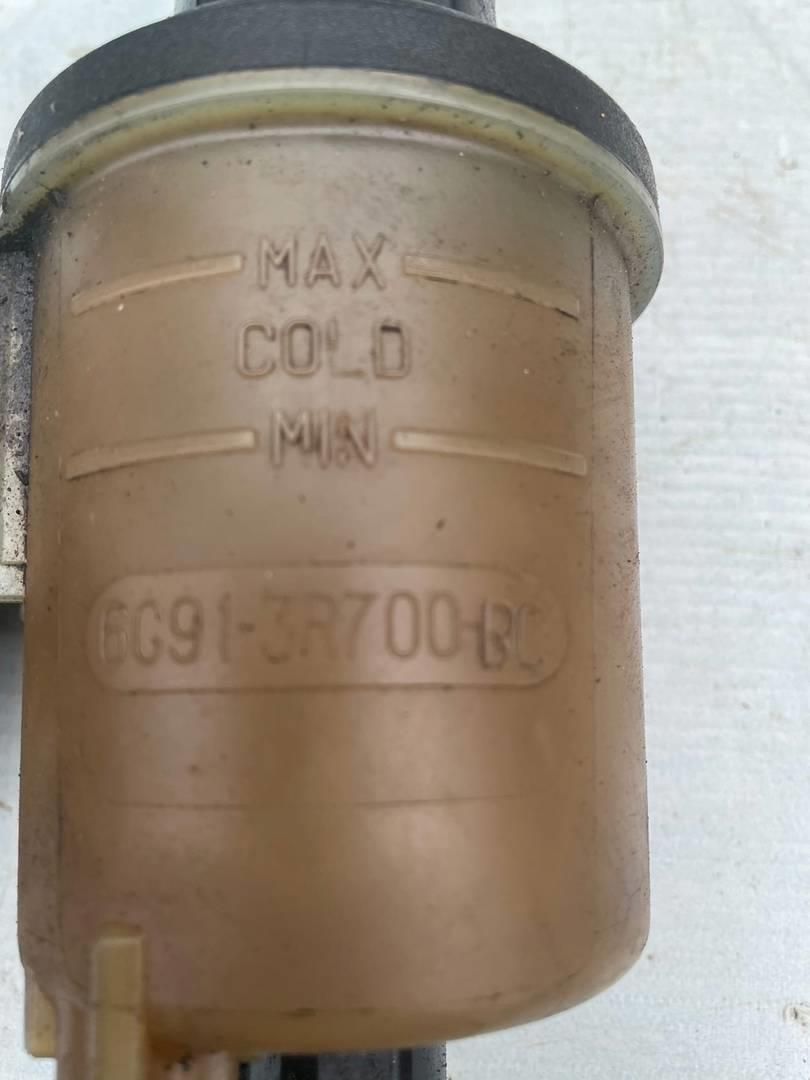 MAX
COLD
MIN
6G91-3R700-BC